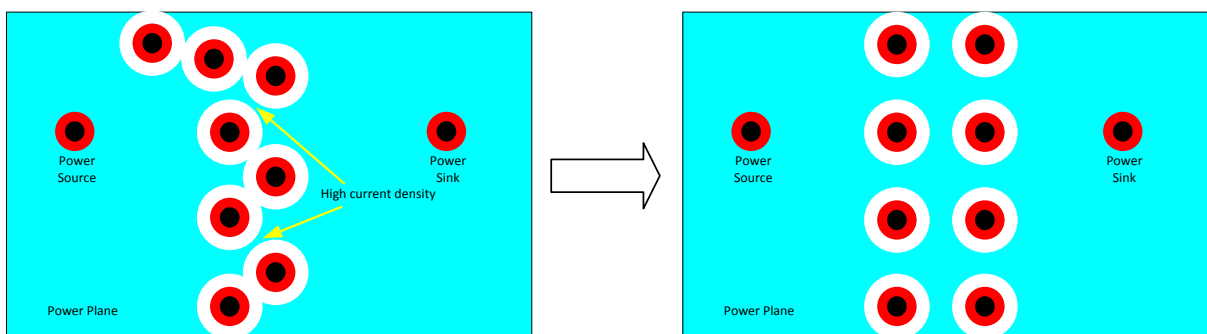 Power
Source
High current density
Power
Sink
Power Plane
Power
Source
Power
Sink
Power Plane